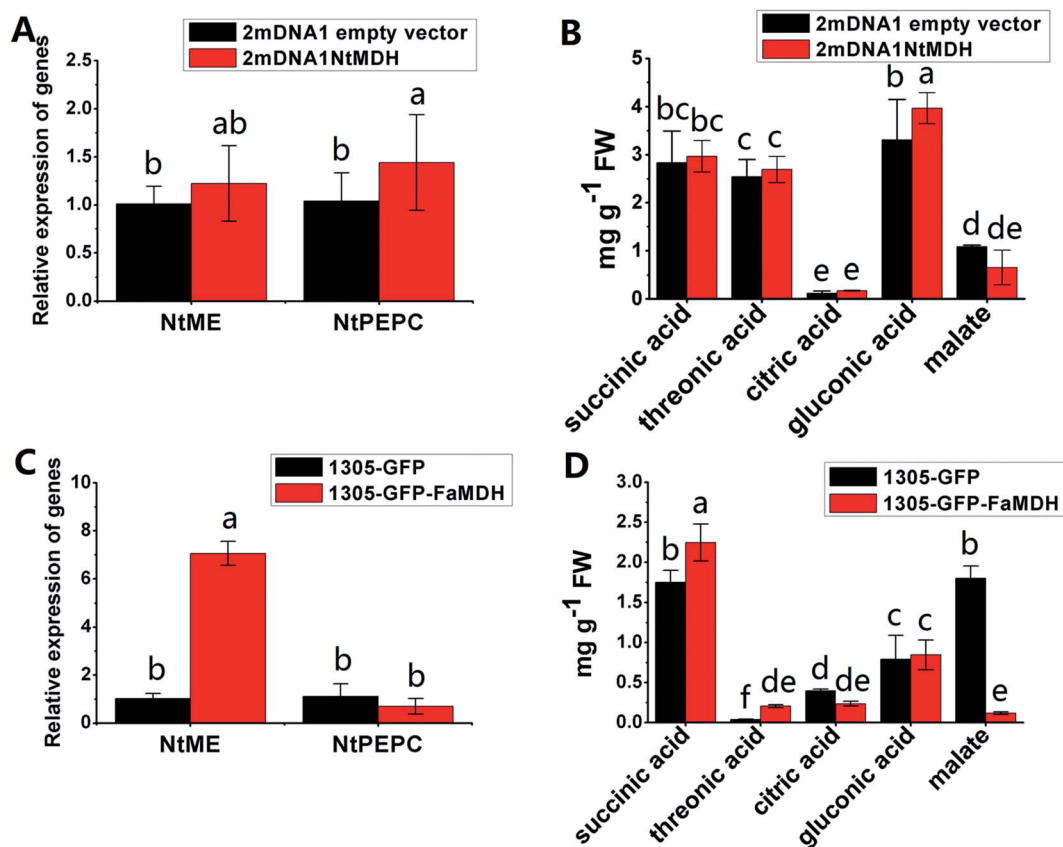 A
2mDNA1 empty vector
2mDNA1NtMDH
Relative expression of genes
2.5
2.0
1.5
1.0
0.5
0.0
b
ab
b
a
NtME
NtPEPC
B
2mDNA1 empty vector
2mDNA1NtMDH
mg g-1 FW
5
4
3
2
1
0
bc
bc
c
c
e
e
b
a
d
de
succinic acid
threonic acid
citric acid
gluconic acid
malate
C
1305-GFP
1305-GFP-FaMDH
Relative expression of genes
10
8
6
4
2
0
b
a
b
b
NtME
NtPEPC
D
1305-GFP
1305-GFP-FaMDH
mg g-1 FW
3.0
2.5
2.0
1.5
1.0
0.5
0.0
b
a
f
de
d
de
c
c
b
e
succinic acid
threonic acid
citric acid
gluconic acid
malate